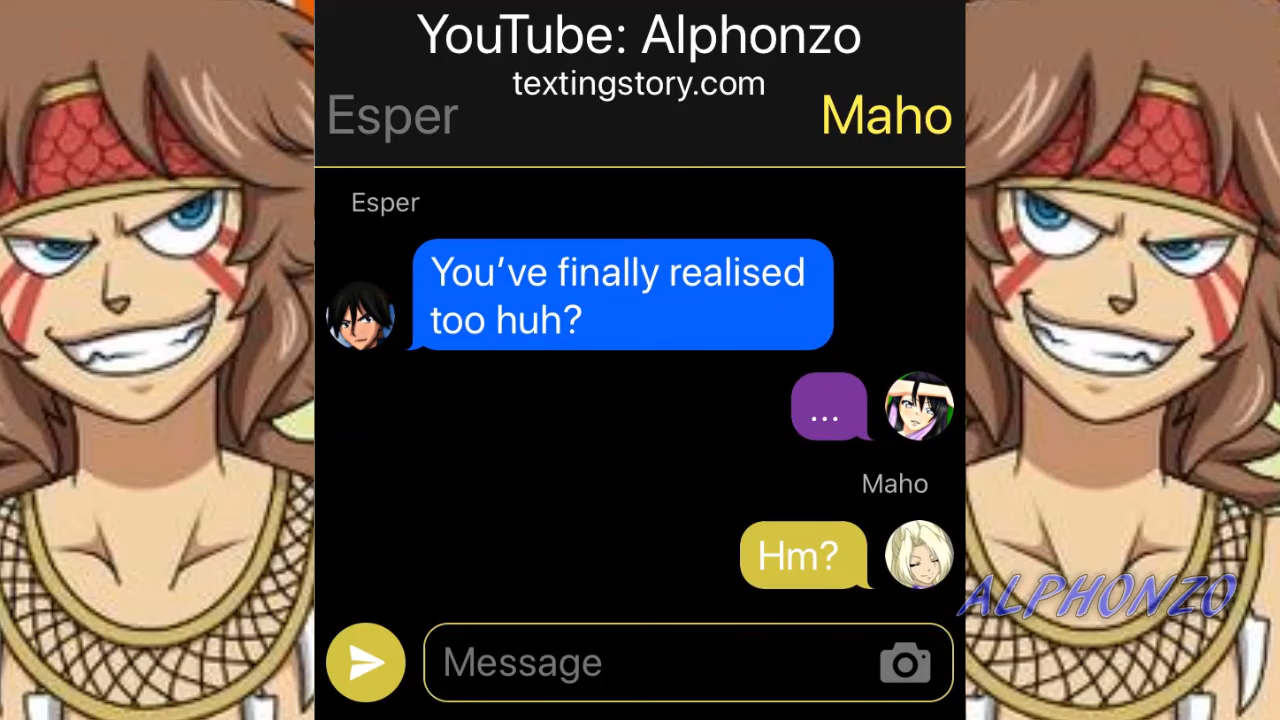 YouTube: Alphonzo
textingstory.com
Esper
Maho
Esper
You’ve finally realised
too huh?
...
Maho
Hm?
ALPHONZO
Message